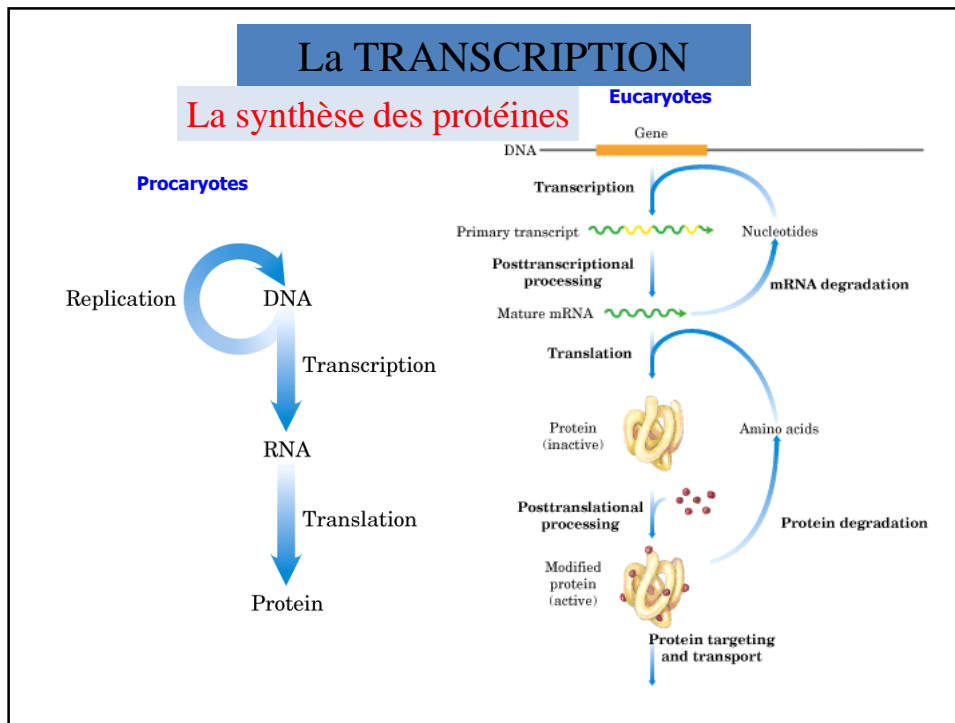 La TRANSCRIPTION
La synthèse des protéines
Procaryotes
Replication
DNA
Transcription
RNA
Translation
Protein
Eucaryotes
Gene
DNA
Transcription
Primary transcript
Nucleotides
Posttranscriptional
processing
mRNA degradation
Mature mRNA
Translation
Protein
(inactive)
Amino acids
Posttranslational
processing
Protein degradation
Modified
protein
(active)
Protein targeting
and transport